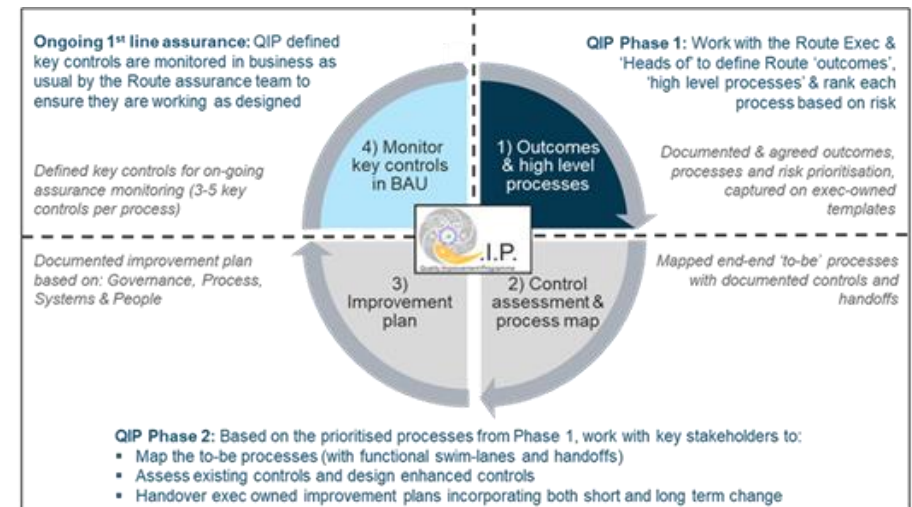 Ongoing 1st line assurance: QIP defined
key controls are monitored in business as
usual by the Route assurance team to
ensure they are working as designed
Defined key controls for on-going
assurance monitoring (3-5 key
controls per process)
QIP Phase 1: Work with the Route Exec &
‘Heads of’ to define Route ‘outcomes’,
‘high level processes’ & rank each
process based on risk
Documented & agreed outcomes,
processes and risk prioritisation,
captured on exec-owned
templates
4) Monitor
key controls
in BAU
1) Outcomes
& high level
processes
.I.P.
Quality Improvement Programme
Documented improvement plan
based on: Governance, Process,
Systems & People
3)
Improvement
plan
2) Control
assessment &
process map
Mapped end-end ‘to-be’ processes
with documented controls and
handoffs
QIP Phase 2: Based on the prioritised processes from Phase 1, work with key stakeholders to:
▪ Map the to-be processes (with functional swim-lanes and handoffs)
▪ Assess existing controls and design enhanced controls
▪ Handover exec owned improvement plans incorporating both short and long term change